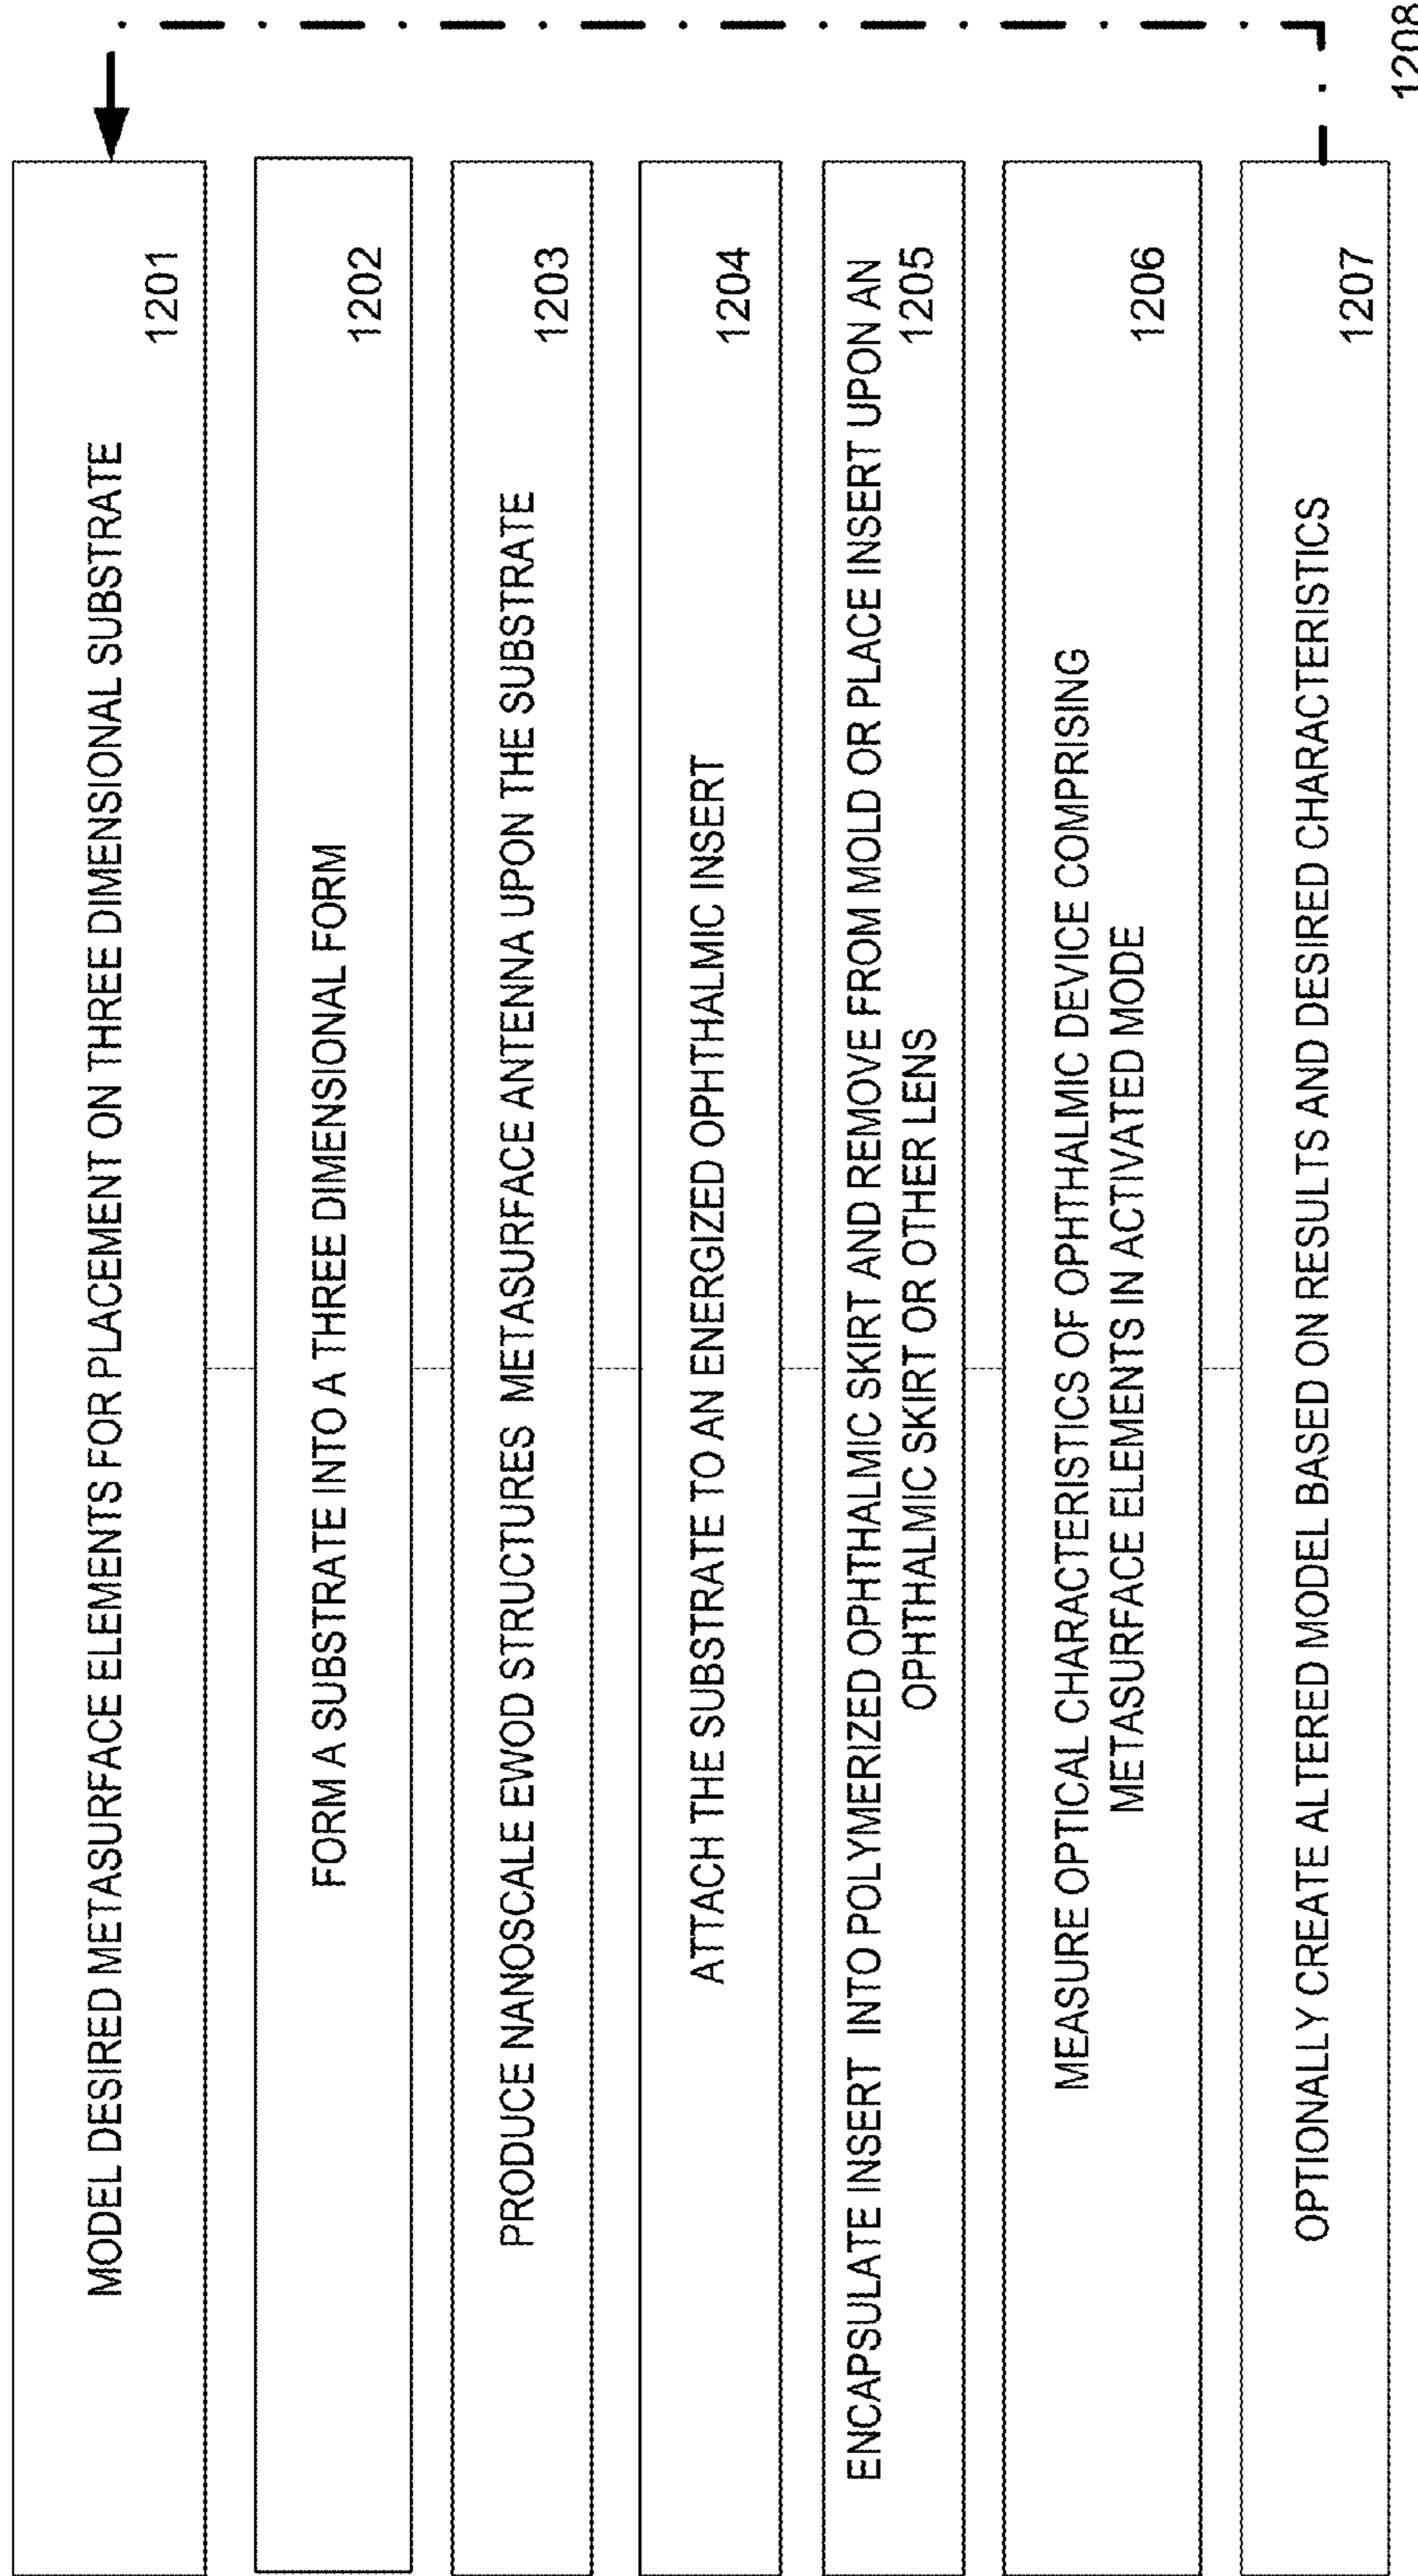 MODEL DESIRED METASURFACE ELEMENTS FOR PLACEMENT ON THREE DIMENSIONAL SUBSTRATE
1201
FORM A SUBSTRATE INTO A THREE DIMENSIONAL FORM
1202
PRODUCE NANOSCALE EWOD STRUCTURES METASURFACE ANTENNA UPON THE SUBSTRATE
1203
ATTACH THE SUBSTRATE TO AN ENERGIZED OPHTHALMIC INSERT
1204
ENCAPSULATE INSERT INTO POLYMERIZED OPHTHALMIC SKIRT AND REMOVE FROM MOLD OR PLACE INSERT UPON AN
OPHTHALMIC SKIRT OR OTHER LENS
1205
MEASURE OPTICAL CHARACTERISTICS OF OPHTHALMIC DEVICE COMPRISING
METASURFACE ELEMENTS IN ACTIVATED MODE
1206
OPTIONALLY CREATE ALTERED MODEL BASED ON RESULTS AND DESIRED CHARACTERISTICS
1207
1208